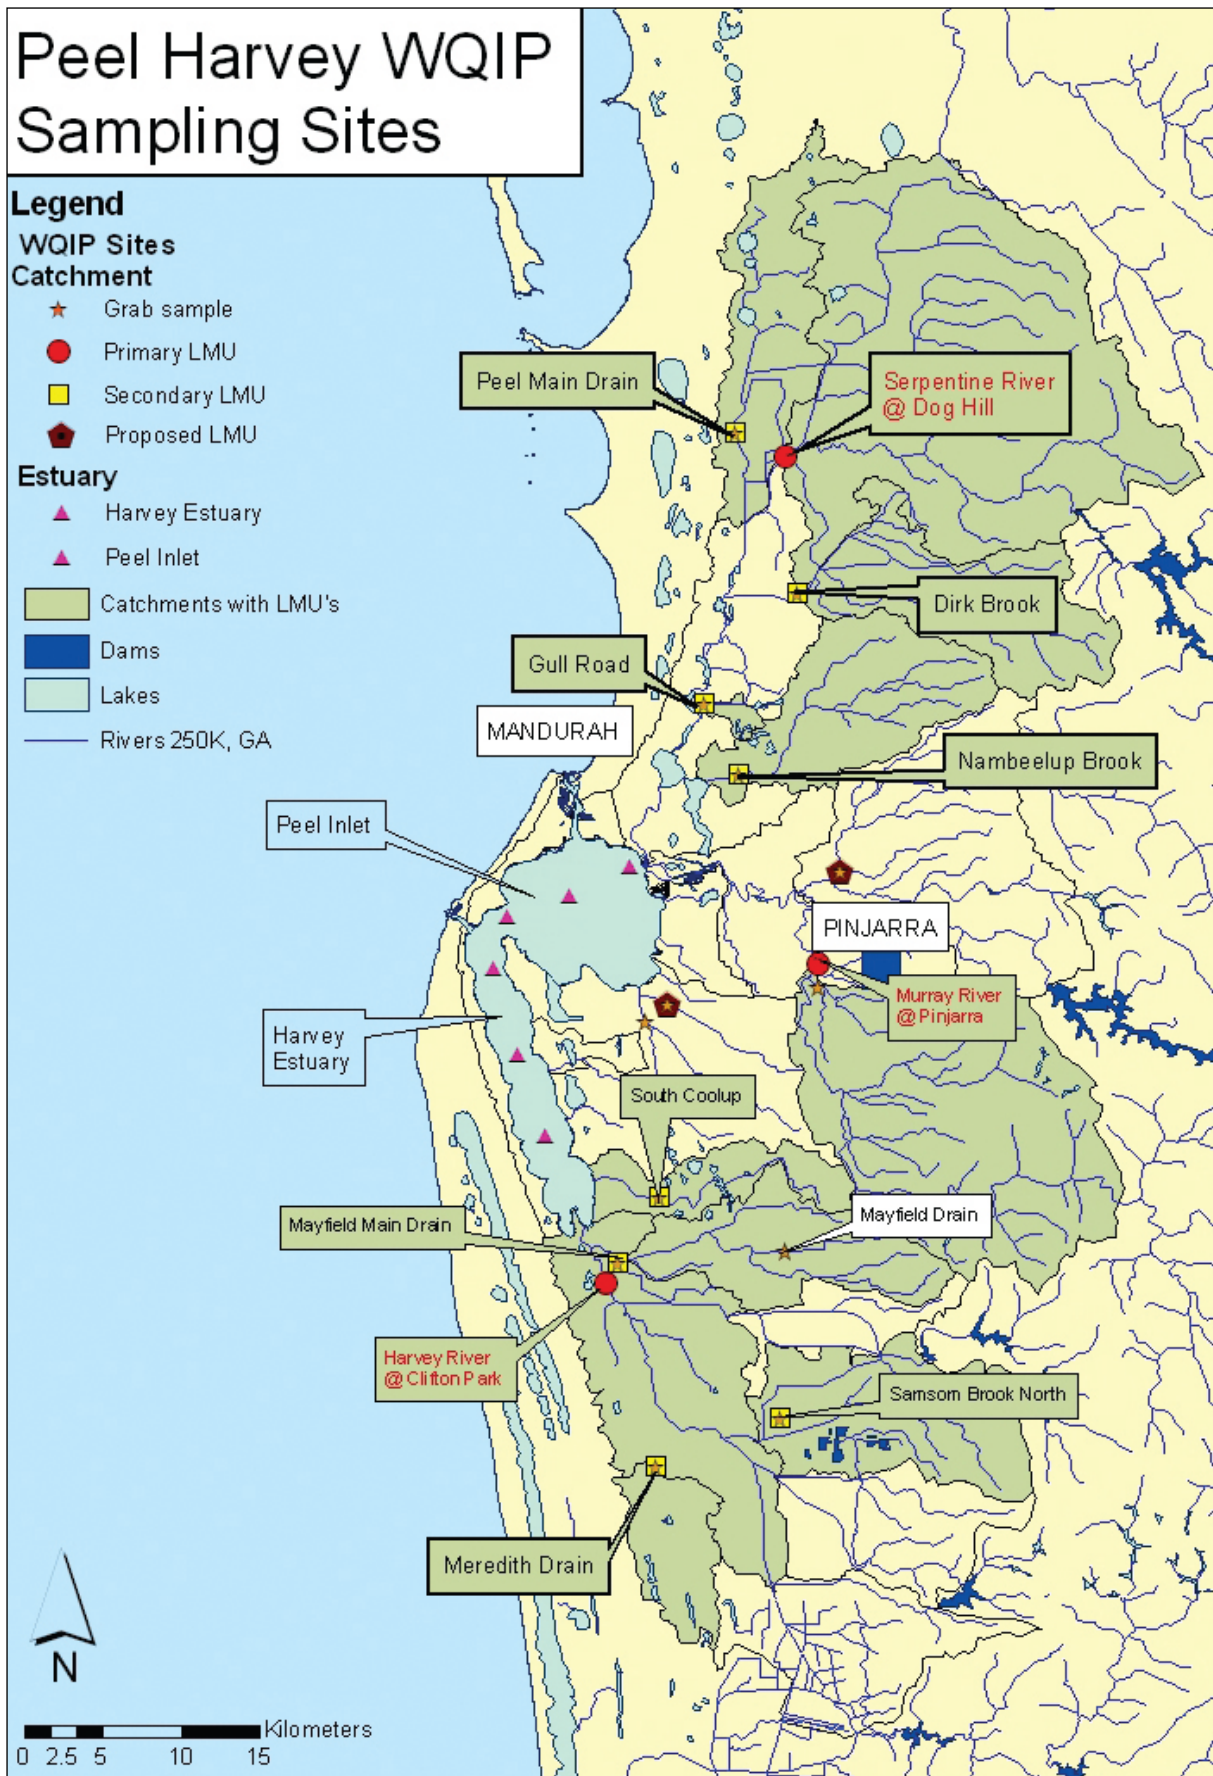 Peel Harvey WQIP
Sampling Sites
Legend
WQIP Sites
Catchment
Grab sample
Primary LMU
Secondary LMU
Proposed LMU
Estuary
Harvey Estuary
Peel Inlet
Catchments with LMU's
Dams
Lakes
Rivers 250K, GA
Peel Main Drain
Serpentine River
@ Dog Hill
Dirk Brook
Gull Road
MANDURAH
Nambeelup Brook
Peel Inlet
PINJARRA
Murray River
@Pinjarra
Harvey
Estuary
South Coolup
Mayfield Main Drain
Mayfield Drain
Harvey River
@Clifton Park
Samsom Brook North
Meredith Drain
N
Kilometers
0 2.5 5 10 15